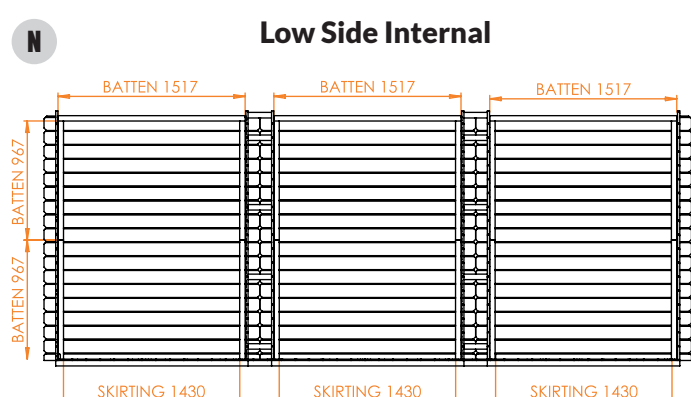 N
Low Side Internal
BATTEN 1517 BATTEN 1517 BATTEN 1517
BATTEN 967
BATTEN 967
SKIRTING 1430 SKIRTING 1430 SKIRTING 1430